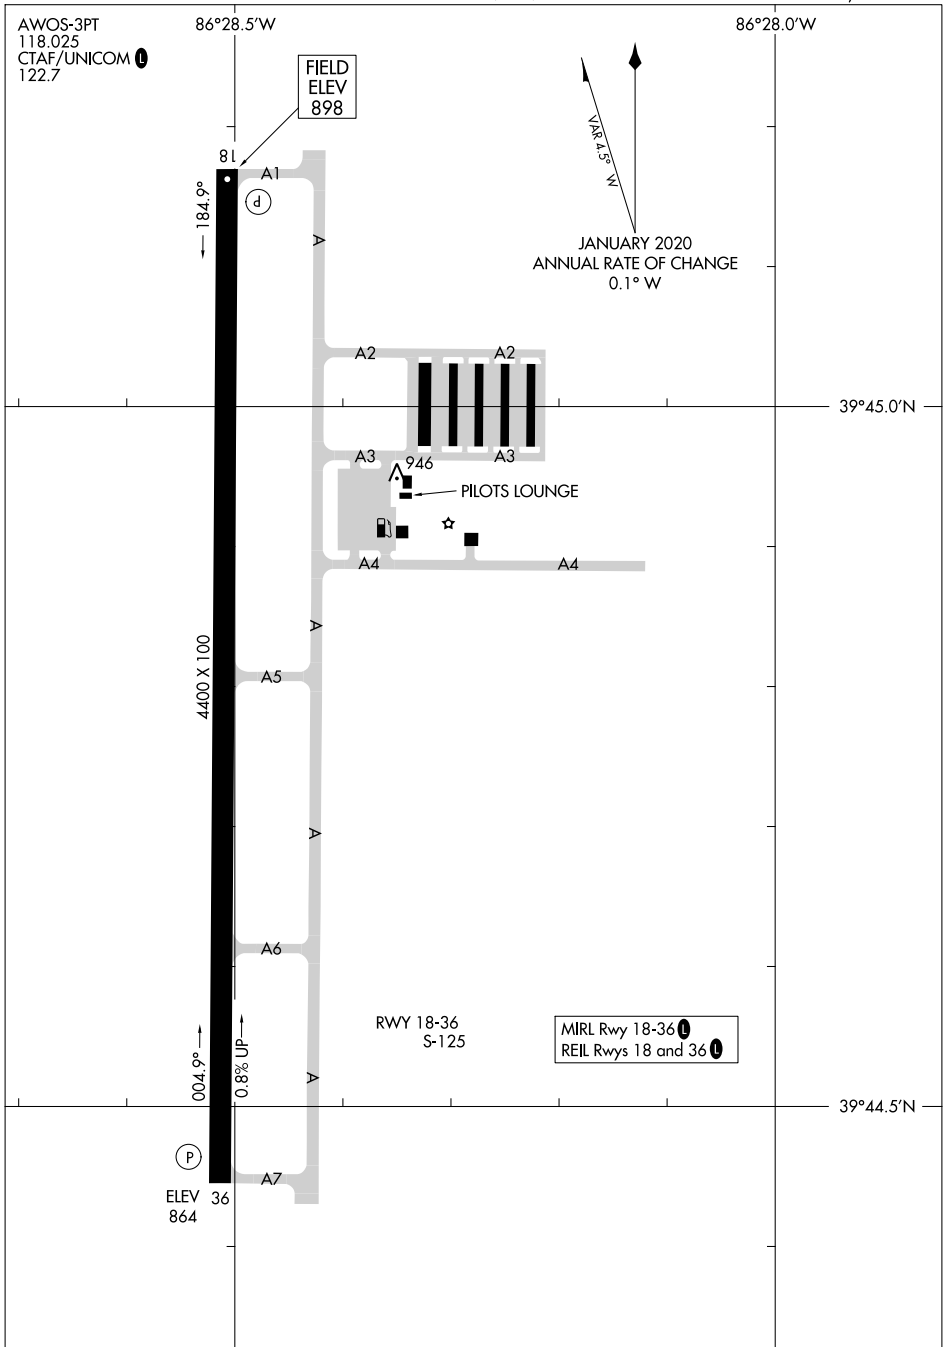 AWOS-3PT
118.025
CTAF/UNICOM L
122.7
86°28.5'W
86°28.0'W
FIELD
ELEV
898
VAR 4.5° W
JANUARY 2020
ANNUAL RATE OF CHANGE
0.1° W
18
A1
184.9°
P
A
A2
A2
39°45.0'N
A3
A3
946
PILOTS LOUNGE
A4
A4
A
4400 X 100
A5
A
A6
RWY 18-36
S-125
MIRL Rwy 18-36 L
REIL Rwys 18 and 36 L
004.9°
0.8% UP
A
39°44.5'N
P
A7
ELEV 36
864